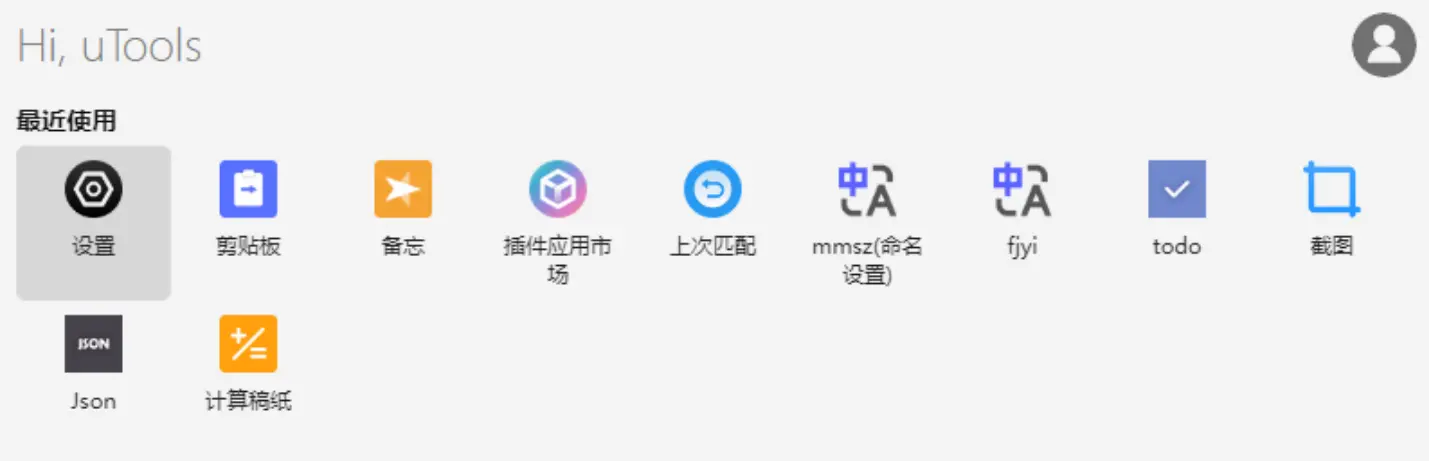 Hi, uTools
最近使用
设置
剪贴板
备忘
插件应用市
场
上次匹配
mmsz(命名
设置)
fjyi
todo
截图
JSON
Json
计算稿纸